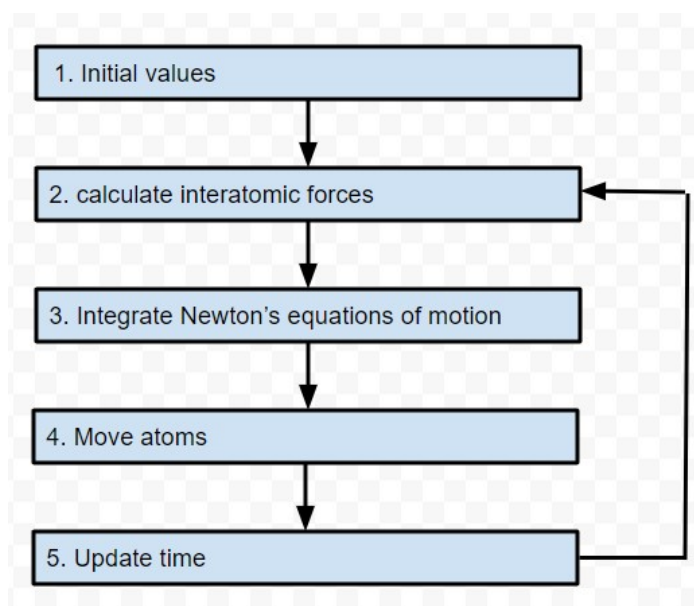 1. Initial values
2. calculate interatomic forces
3. Integrate Newton’s equations of motion
4. Move atoms
5. Update time